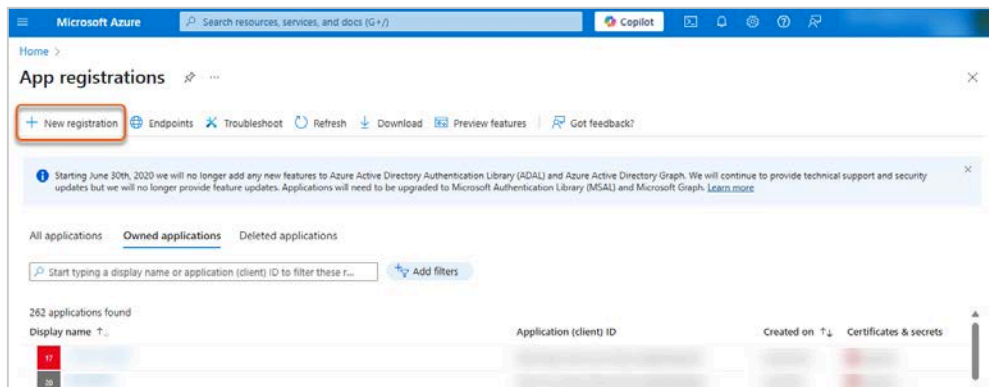 Microsoft Azure Search resources, services, and docs (G+/) Copilot
Home >
App registrations ...
+ New registration Endpoints Troubleshoot Refresh Download Preview features Got feedback?
Starting June 30th, 2020 we will no longer add any new features to Azure Active Directory Authentication Library (ADAL) and Azure Active Directory Graph. We will continue to provide technical support and security
updates but we will no longer provide feature updates. Applications will need to be upgraded to Microsoft Authentication Library (MSAL) and Microsoft Graph. Learn more
All applications Owned applications Deleted applications
Start typing a display name or application (client) ID to filter these r... Add filters
262 applications found
Display name ↑ Application (client) ID Created on ↑↓ Certificates & secrets
17